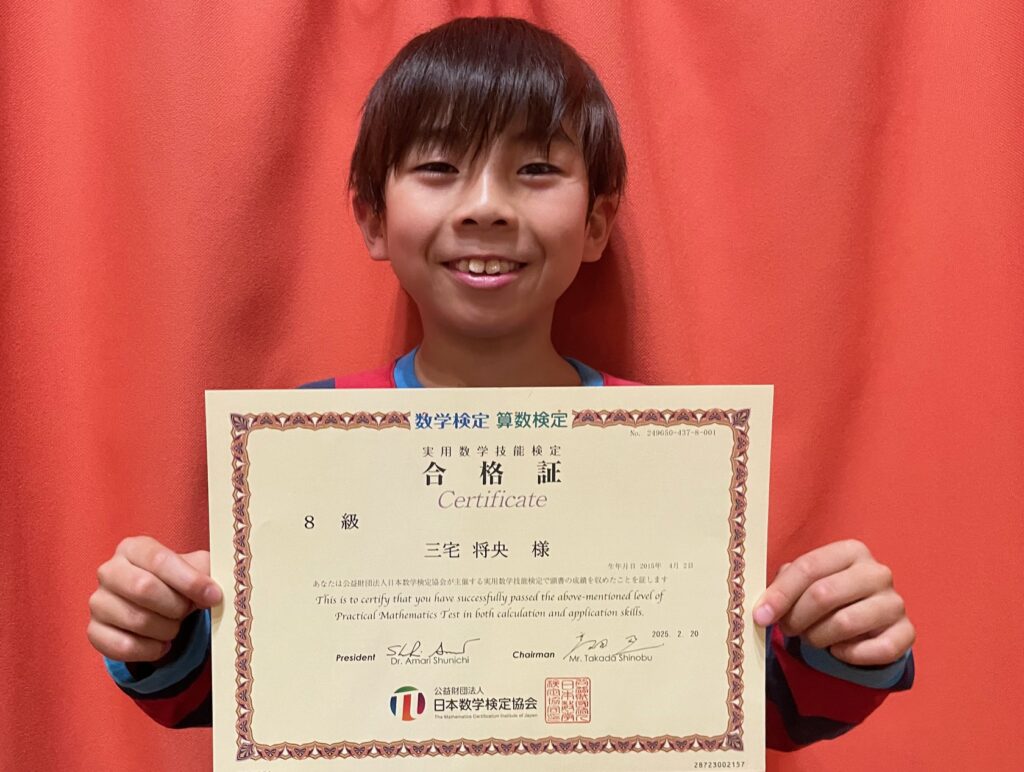 数学検定 算数検定
No. 249650-437-8-001
実用数学技能検定
合格証
Certificate
8 級
三宅 将央 様
生年月日 2015年 4月 2日
あなたは公益財団法人日本数学検定協会が主催する実用数学技能検定で頭書の成績を収めたことを証します
This is to certify that you have successfully passed the above-mentioned level of
Practical Mathematics Test in both calculation and application skills.
2025. 2. 20
President Dr. Amari Shunichi Chairman Mr. Takada Shinobu
公益財団法人
日本数学検定協会
The Mathematics Certification Institute of Japan
28723002157